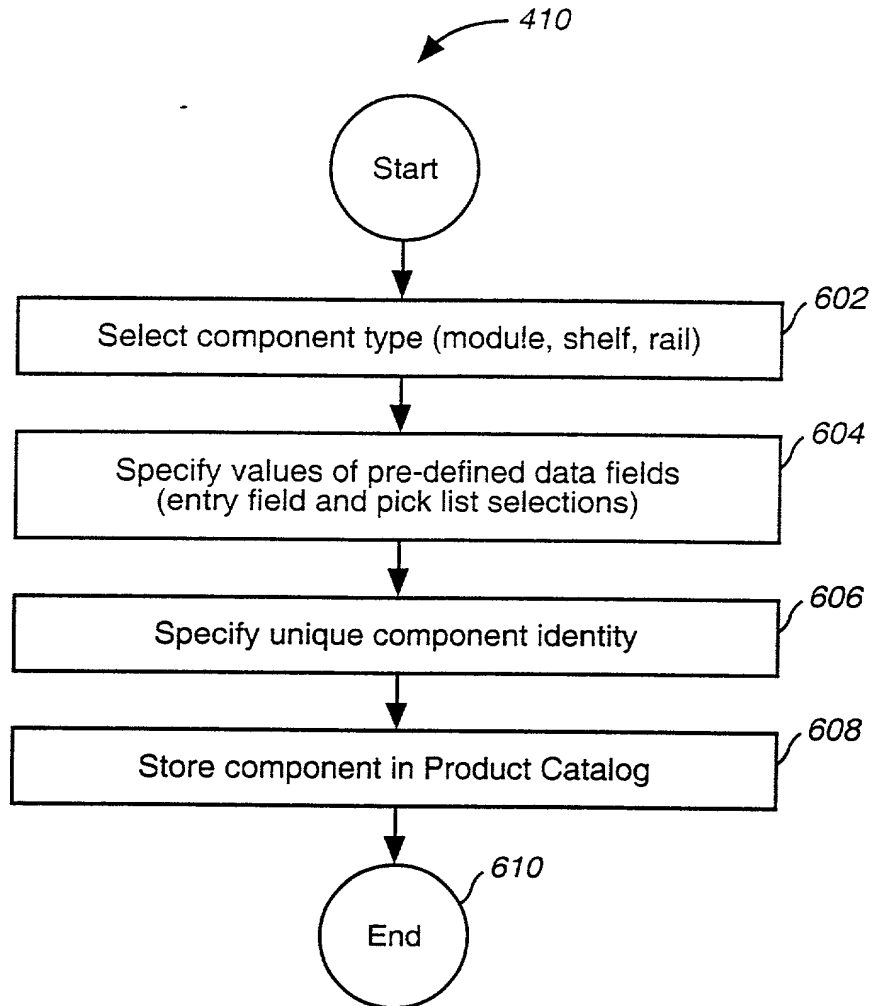 410
Start
602
Select component type (module, shelf, rail)
604
Specify values of pre-defined data fields
(entry field and pick list selections)
606
Specify unique component identity
608
Store component in Product Catalog
610
End